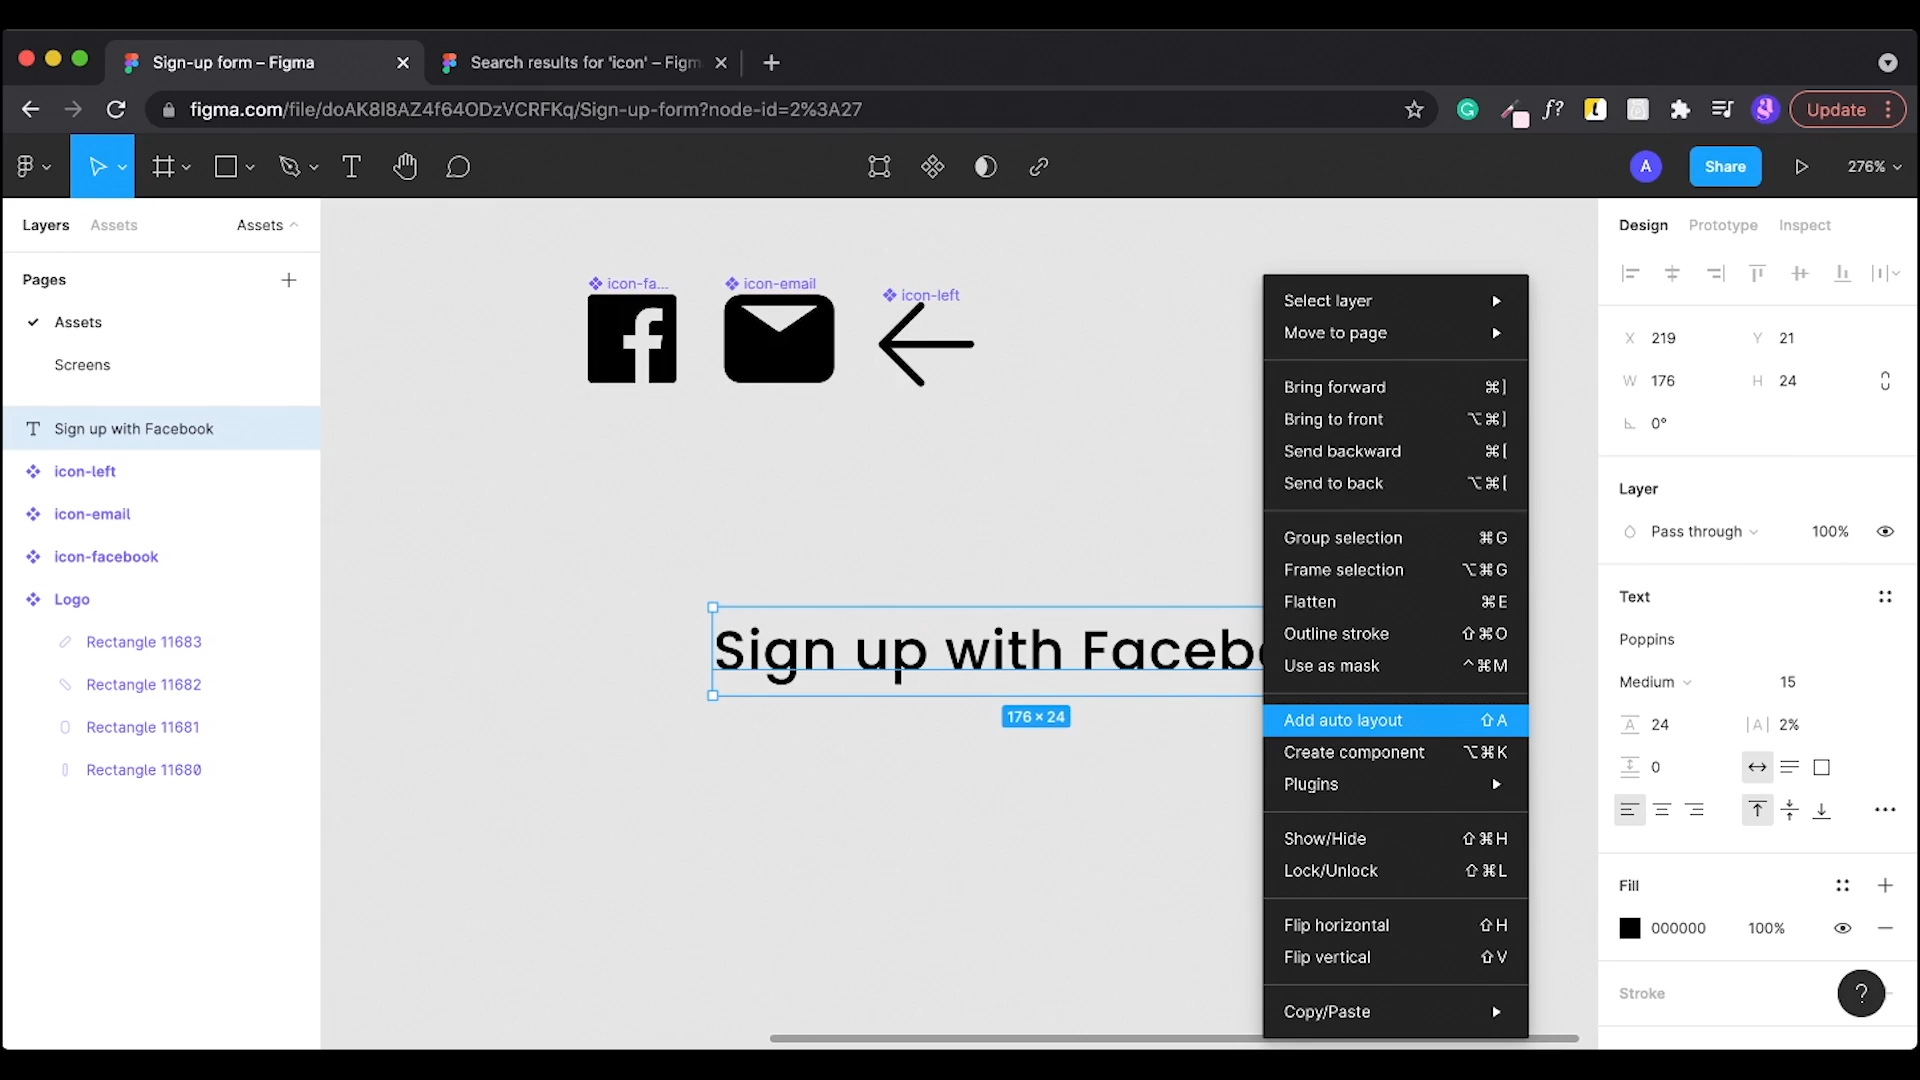 Sign-up form – Figma
Search results for 'icon' – Figm
figma.com/file/doAK8I8AZ4f64ODzVCRFKq/Sign-up-form?node-id=2%3A27
f?
Update
A
Share
276%
Layers
Assets
Assets
Design
Prototype
Inspect
Pages
Assets
Screens
Sign up with Facebook
icon-left
icon-email
icon-facebook
Logo
Rectangle 11683
Rectangle 11682
Rectangle 11681
Rectangle 11680
icon-fa...
icon-email
icon-left
Sign up with Facebo
176 × 24
Select layer
Move to page
Bring forward ⌘]
Bring to front ⌥⌘]
Send backward ⌘[
Send to back ⌥⌘[
Group selection ⌘G
Frame selection ⌥⌘G
Flatten ⌘E
Outline stroke ⇧⌘O
Use as mask ^⌘M
Add auto layout ⇧A
Create component ⌥⌘K
Plugins
Show/Hide ⇧⌘H
Lock/Unlock ⇧⌘L
Flip horizontal ⇧H
Flip vertical ⇧V
Copy/Paste
X 219 Y 21
W 176 H 24
0°
Layer
Pass through 100%
Text
Poppins
Medium 15
A 24 |A| 2%
0
Fill
000000 100%
Stroke
?